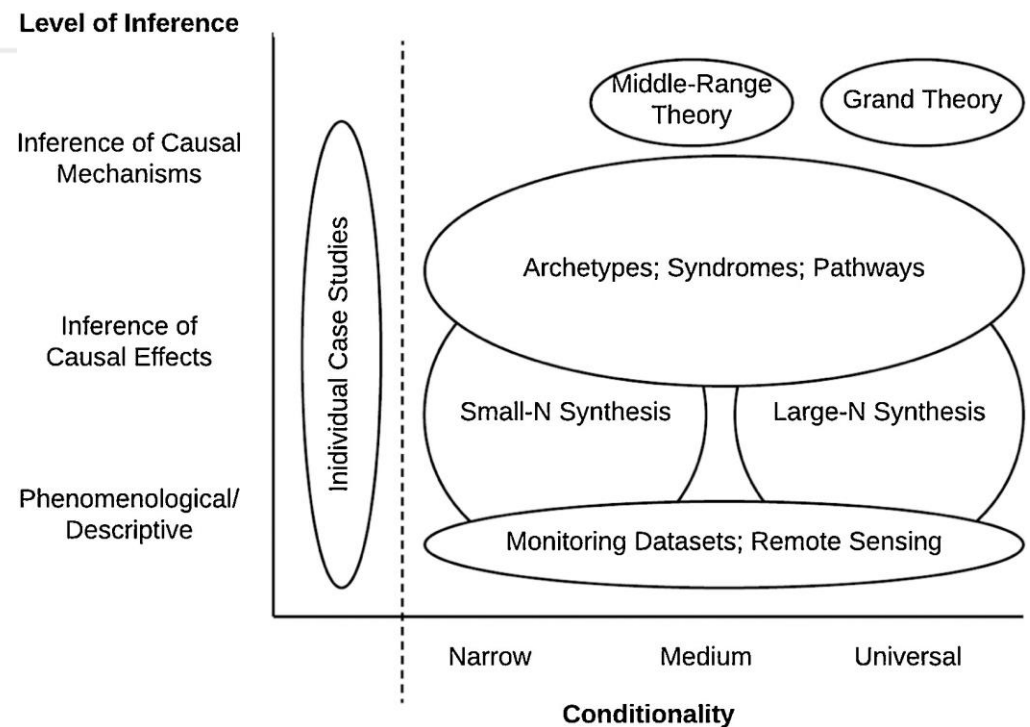 Level of Inference
Middle-Range
Theory
Grand Theory
Inference of Causal
Mechanisms
Inidividual Case Studies
Archetypes; Syndromes; Pathways
Inference of
Causal Effects
Small-N Synthesis
Large-N Synthesis
Phenomenological/
Descriptive
Monitoring Datasets; Remote Sensing
Narrow
Medium
Universal
Conditionality